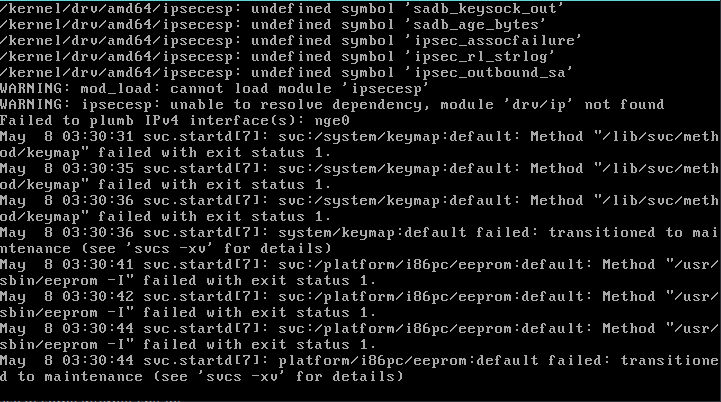 /kernel/drv/amd64/ipsecesp: undefined symbol 'sadb_keysock_out'
/kernel/drv/amd64/ipsecesp: undefined symbol 'sadb_age_bytes'
/kernel/drv/amd64/ipsecesp: undefined symbol 'ipsec_assocfailure'
/kernel/drv/amd64/ipsecesp: undefined symbol 'ipsec_rl_strlog'
/kernel/drv/amd64/ipsecesp: undefined symbol 'ipsec_outbound_sa'
WARNING: mod_load: cannot load module 'ipsecesp'
WARNING: ipsecesp: unable to resolve dependency, module 'drv/ip' not found
Failed to plumb IPv4 interface(s): nge0
May  8 03:30:31 svc.startd[7]: svc:/system/keymap:default: Method "/lib/svc/meth
od/keymap" failed with exit status 1.
May  8 03:30:35 svc.startd[7]: svc:/system/keymap:default: Method "/lib/svc/meth
od/keymap" failed with exit status 1.
May  8 03:30:36 svc.startd[7]: svc:/system/keymap:default: Method "/lib/svc/meth
od/keymap" failed with exit status 1.
May  8 03:30:36 svc.startd[7]: system/keymap:default failed: transitioned to mai
ntenance (see 'svcs -xv' for details)
May  8 03:30:41 svc.startd[7]: svc:/platform/i86pc/eeprom:default: Method "/usr/
sbin/eeprom -I" failed with exit status 1.
May  8 03:30:42 svc.startd[7]: svc:/platform/i86pc/eeprom:default: Method "/usr/
sbin/eeprom -I" failed with exit status 1.
May  8 03:30:44 svc.startd[7]: svc:/platform/i86pc/eeprom:default: Method "/usr/
sbin/eeprom -I" failed with exit status 1.
May  8 03:30:44 svc.startd[7]: platform/i86pc/eeprom:default failed: transitione
d to maintenance (see 'svcs -xv' for details)